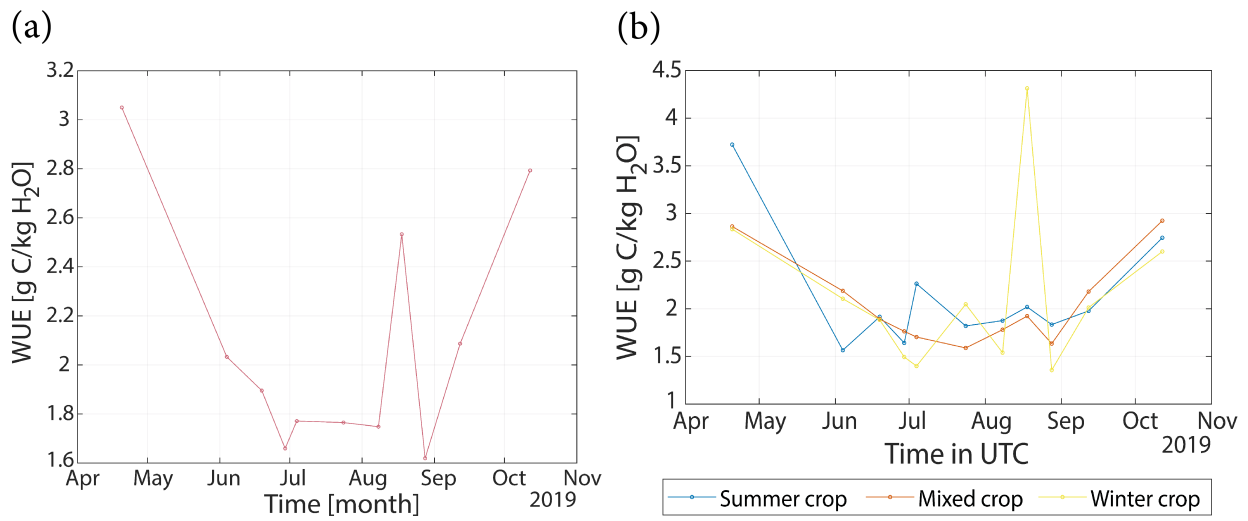 (a)
3.2
3
2.8
2.6
2.4
2.2
2
1.8
1.6
WUE [g C/kg H₂O]
Apr May Jun Jul Aug Sep Oct Nov
Time [month]
2019
(b)
4.5
4
3.5
3
2.5
2
1.5
1
WUE [g C/kg H₂O]
Apr May Jun Jul Aug Sep Oct Nov
Time in UTC
2019
Summer crop Mixed crop Winter crop